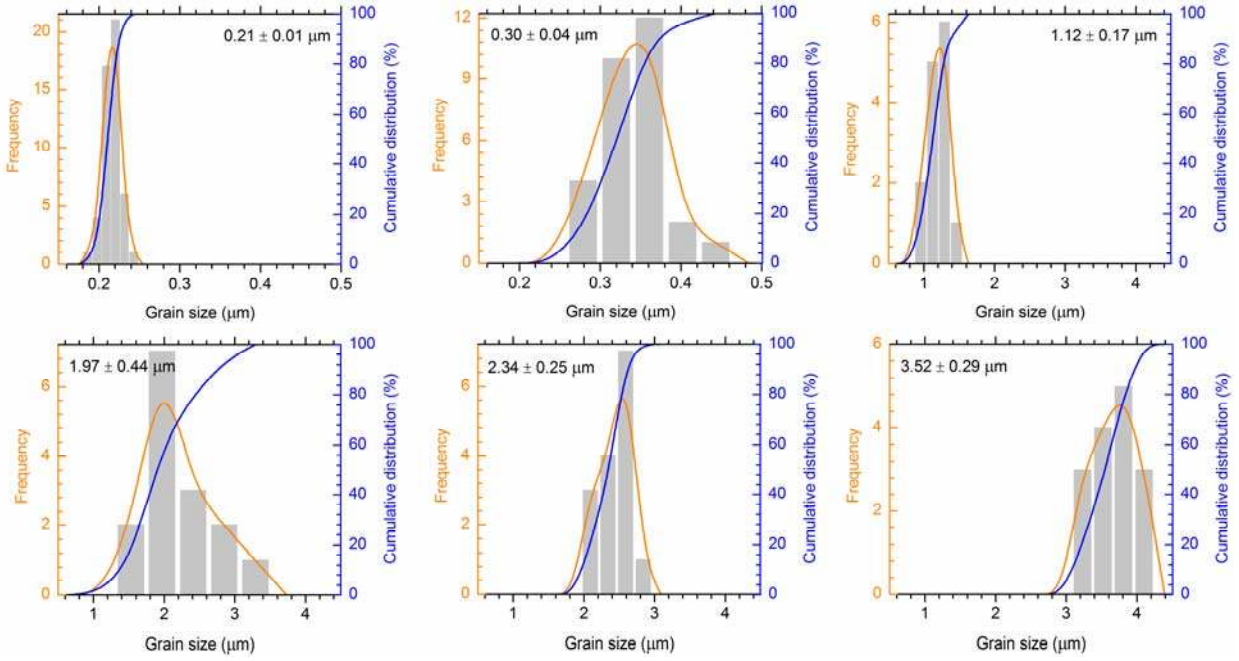 20
15
10
5
0
Frequency
0.21 ± 0.01 μm
100
80
60
40
20
0
Cumulative distribution (%)
0.2 0.3 0.4 0.5
Grain size (μm)
12
9
6
3
0
Frequency
0.30 ± 0.04 μm
100
80
60
40
20
0
Cumulative distribution (%)
0.2 0.3 0.4 0.5
Grain size (μm)
6
4
2
0
Frequency
1.12 ± 0.17 μm
100
80
60
40
20
0
Cumulative distribution (%)
1 2 3 4
Grain size (μm)
6
4
2
0
Frequency
1.97 ± 0.44 μm
100
80
60
40
20
0
Cumulative distribution (%)
1 2 3 4
Grain size (μm)
6
4
2
0
Frequency
2.34 ± 0.25 μm
100
80
60
40
20
0
Cumulative distribution (%)
1 2 3 4
Grain size (μm)
6
4
2
0
Frequency
3.52 ± 0.29 μm
100
80
60
40
20
0
Cumulative distribution (%)
1 2 3 4
Grain size (μm)